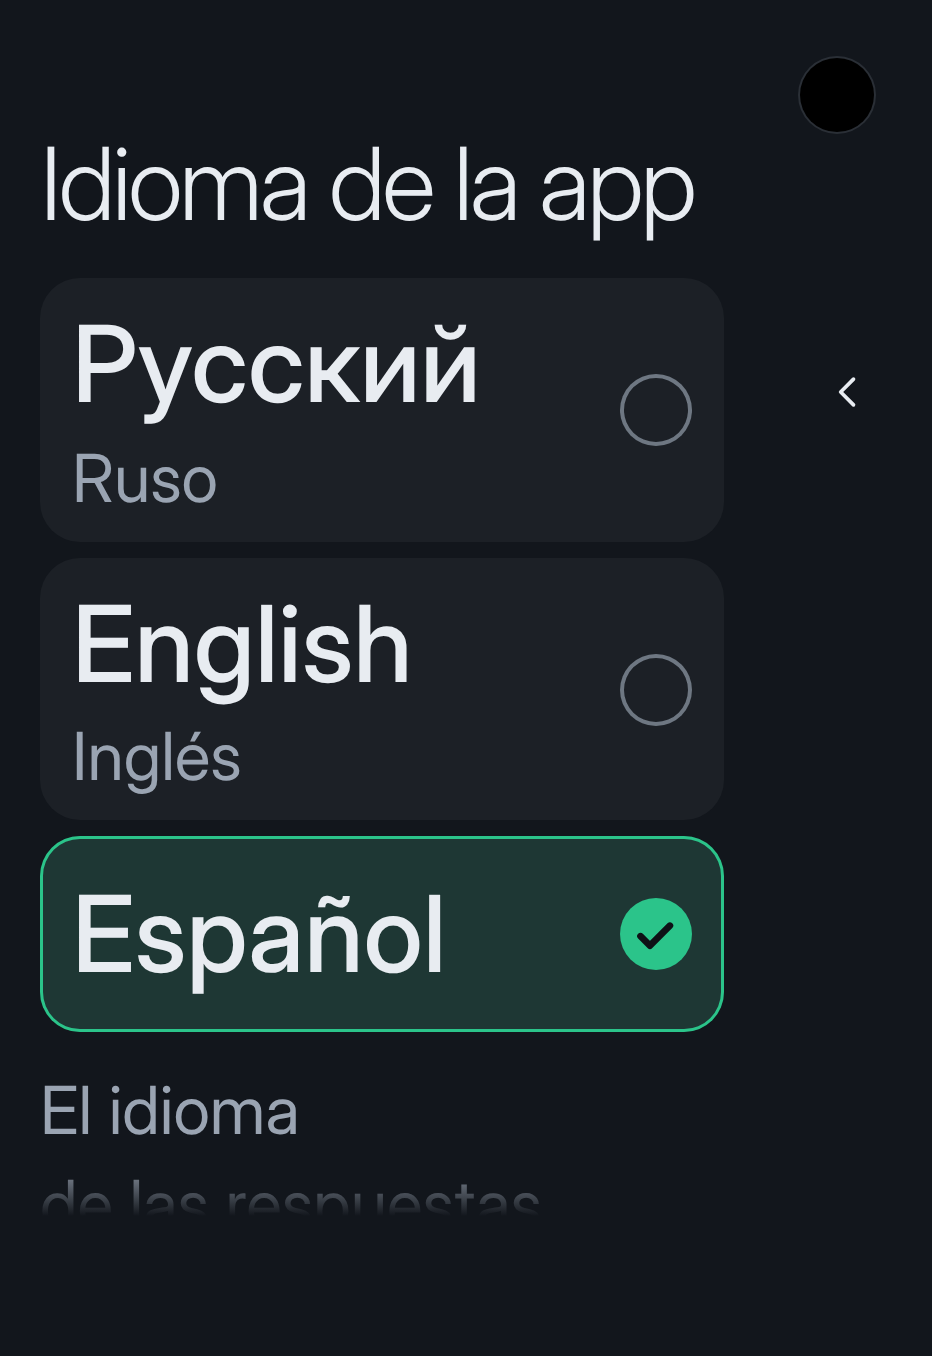 Idioma de la app
Русский
Ruso
English
Inglés
Español
El idioma
de las respuestas